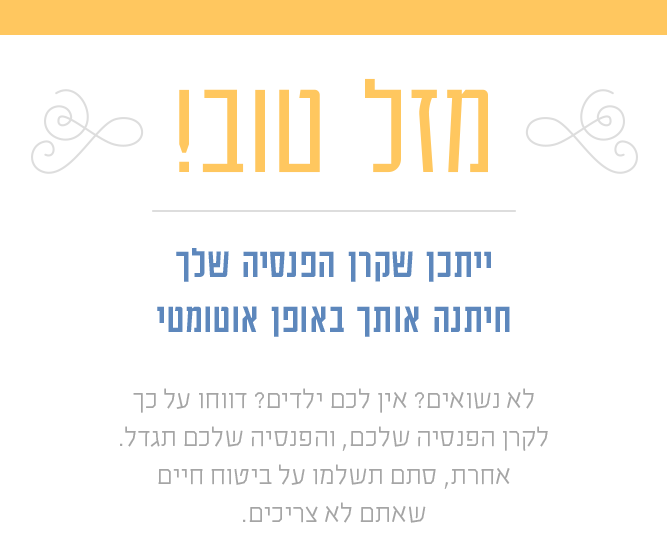 מזל טוב!
ייתכן שקרן הפנסיה שלך
חיתנה אותך באופן אוטומטי
לא נשואים? אין לכם ילדים? דווחו על כך
לקרן הפנסיה שלכם, והפנסיה שלכם תגדל.
אחרת, סתם תשלמו על ביטוח חיים
שאתם לא צריכים.